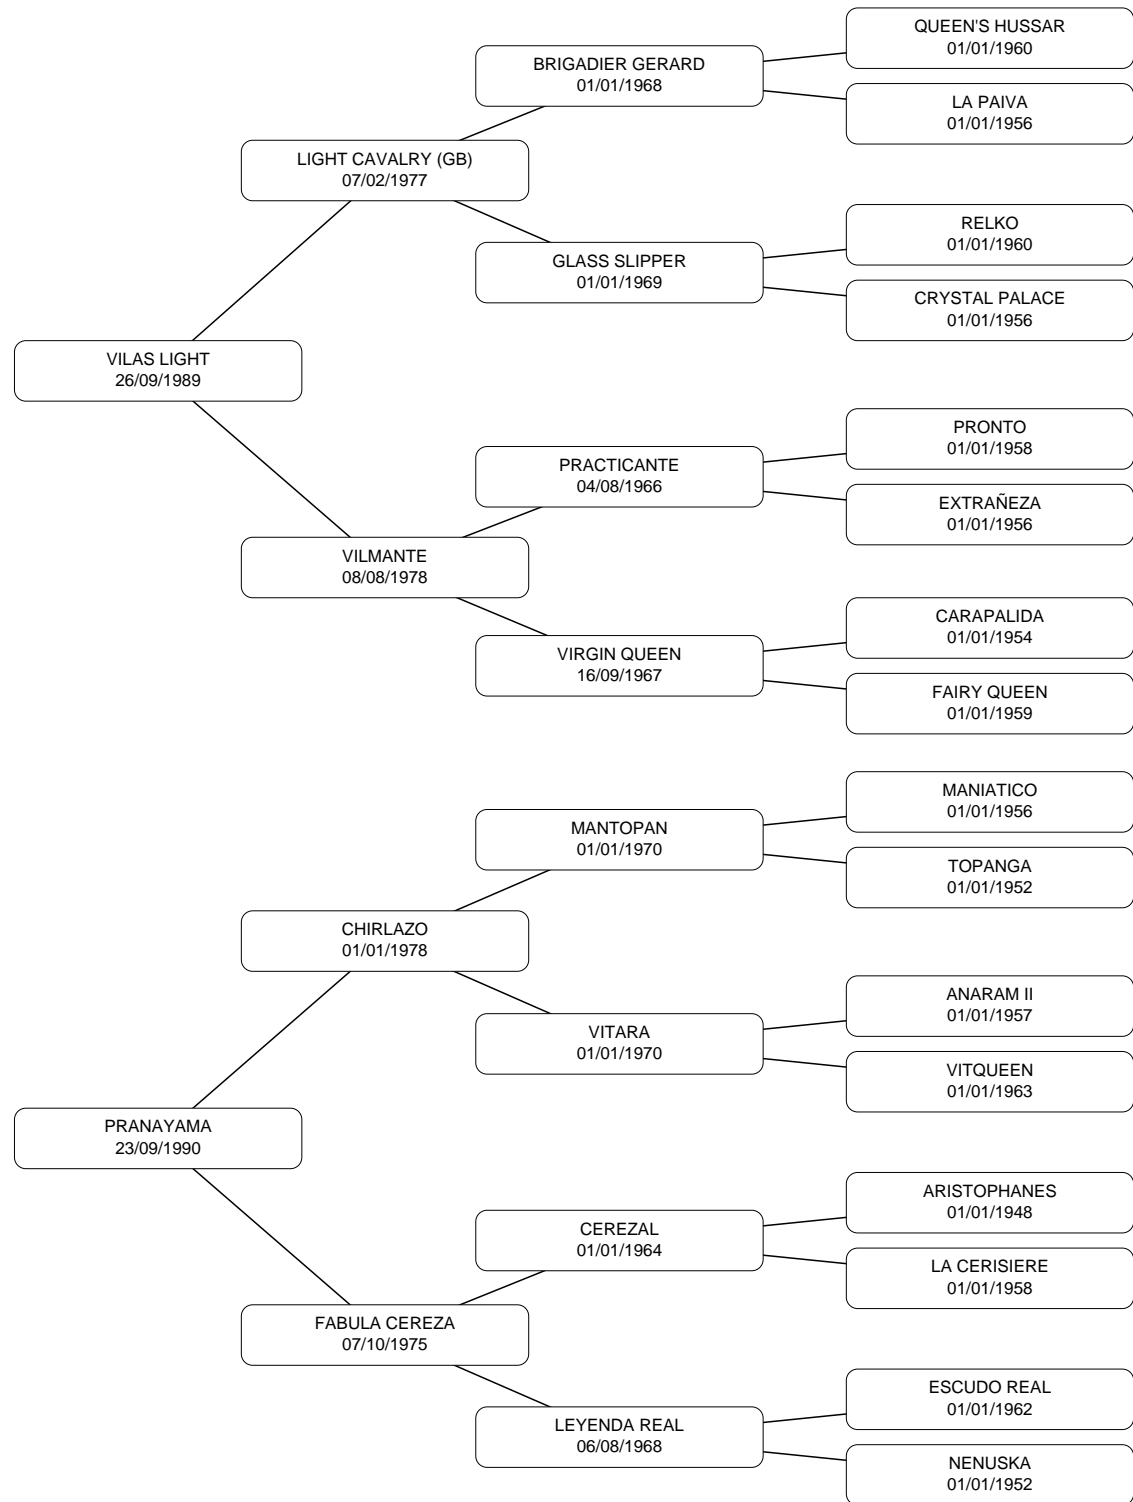 QUEEN'S HUSSAR
01/01/1960
BRIGADIER GERARD
01/01/1968
LA PAIVA
01/01/1956
LIGHT CAVALRY (GB)
07/02/1977
RELKO
01/01/1960
GLASS SLIPPER
01/01/1969
CRYSTAL PALACE
01/01/1956
VILAS LIGHT
26/09/1989
PRONTO
01/01/1958
PRACTICANTE
04/08/1966
EXTRAÑEZA
01/01/1956
VILMANTE
08/08/1978
CARAPALIDA
01/01/1954
VIRGIN QUEEN
16/09/1967
FAIRY QUEEN
01/01/1959
MANIATICO
01/01/1956
MANTOPAN
01/01/1970
TOPANGA
01/01/1952
CHIRLAZO
01/01/1978
ANARAM II
01/01/1957
VITARA
01/01/1970
VITQUEEN
01/01/1963
PRANAYAMA
23/09/1990
ARISTOPHANES
01/01/1948
CEREZAL
01/01/1964
LA CERISIERE
01/01/1958
FABULA CEREZA
07/10/1975
ESCUDO REAL
01/01/1962
LEYENDA REAL
06/08/1968
NENUSKA
01/01/1952